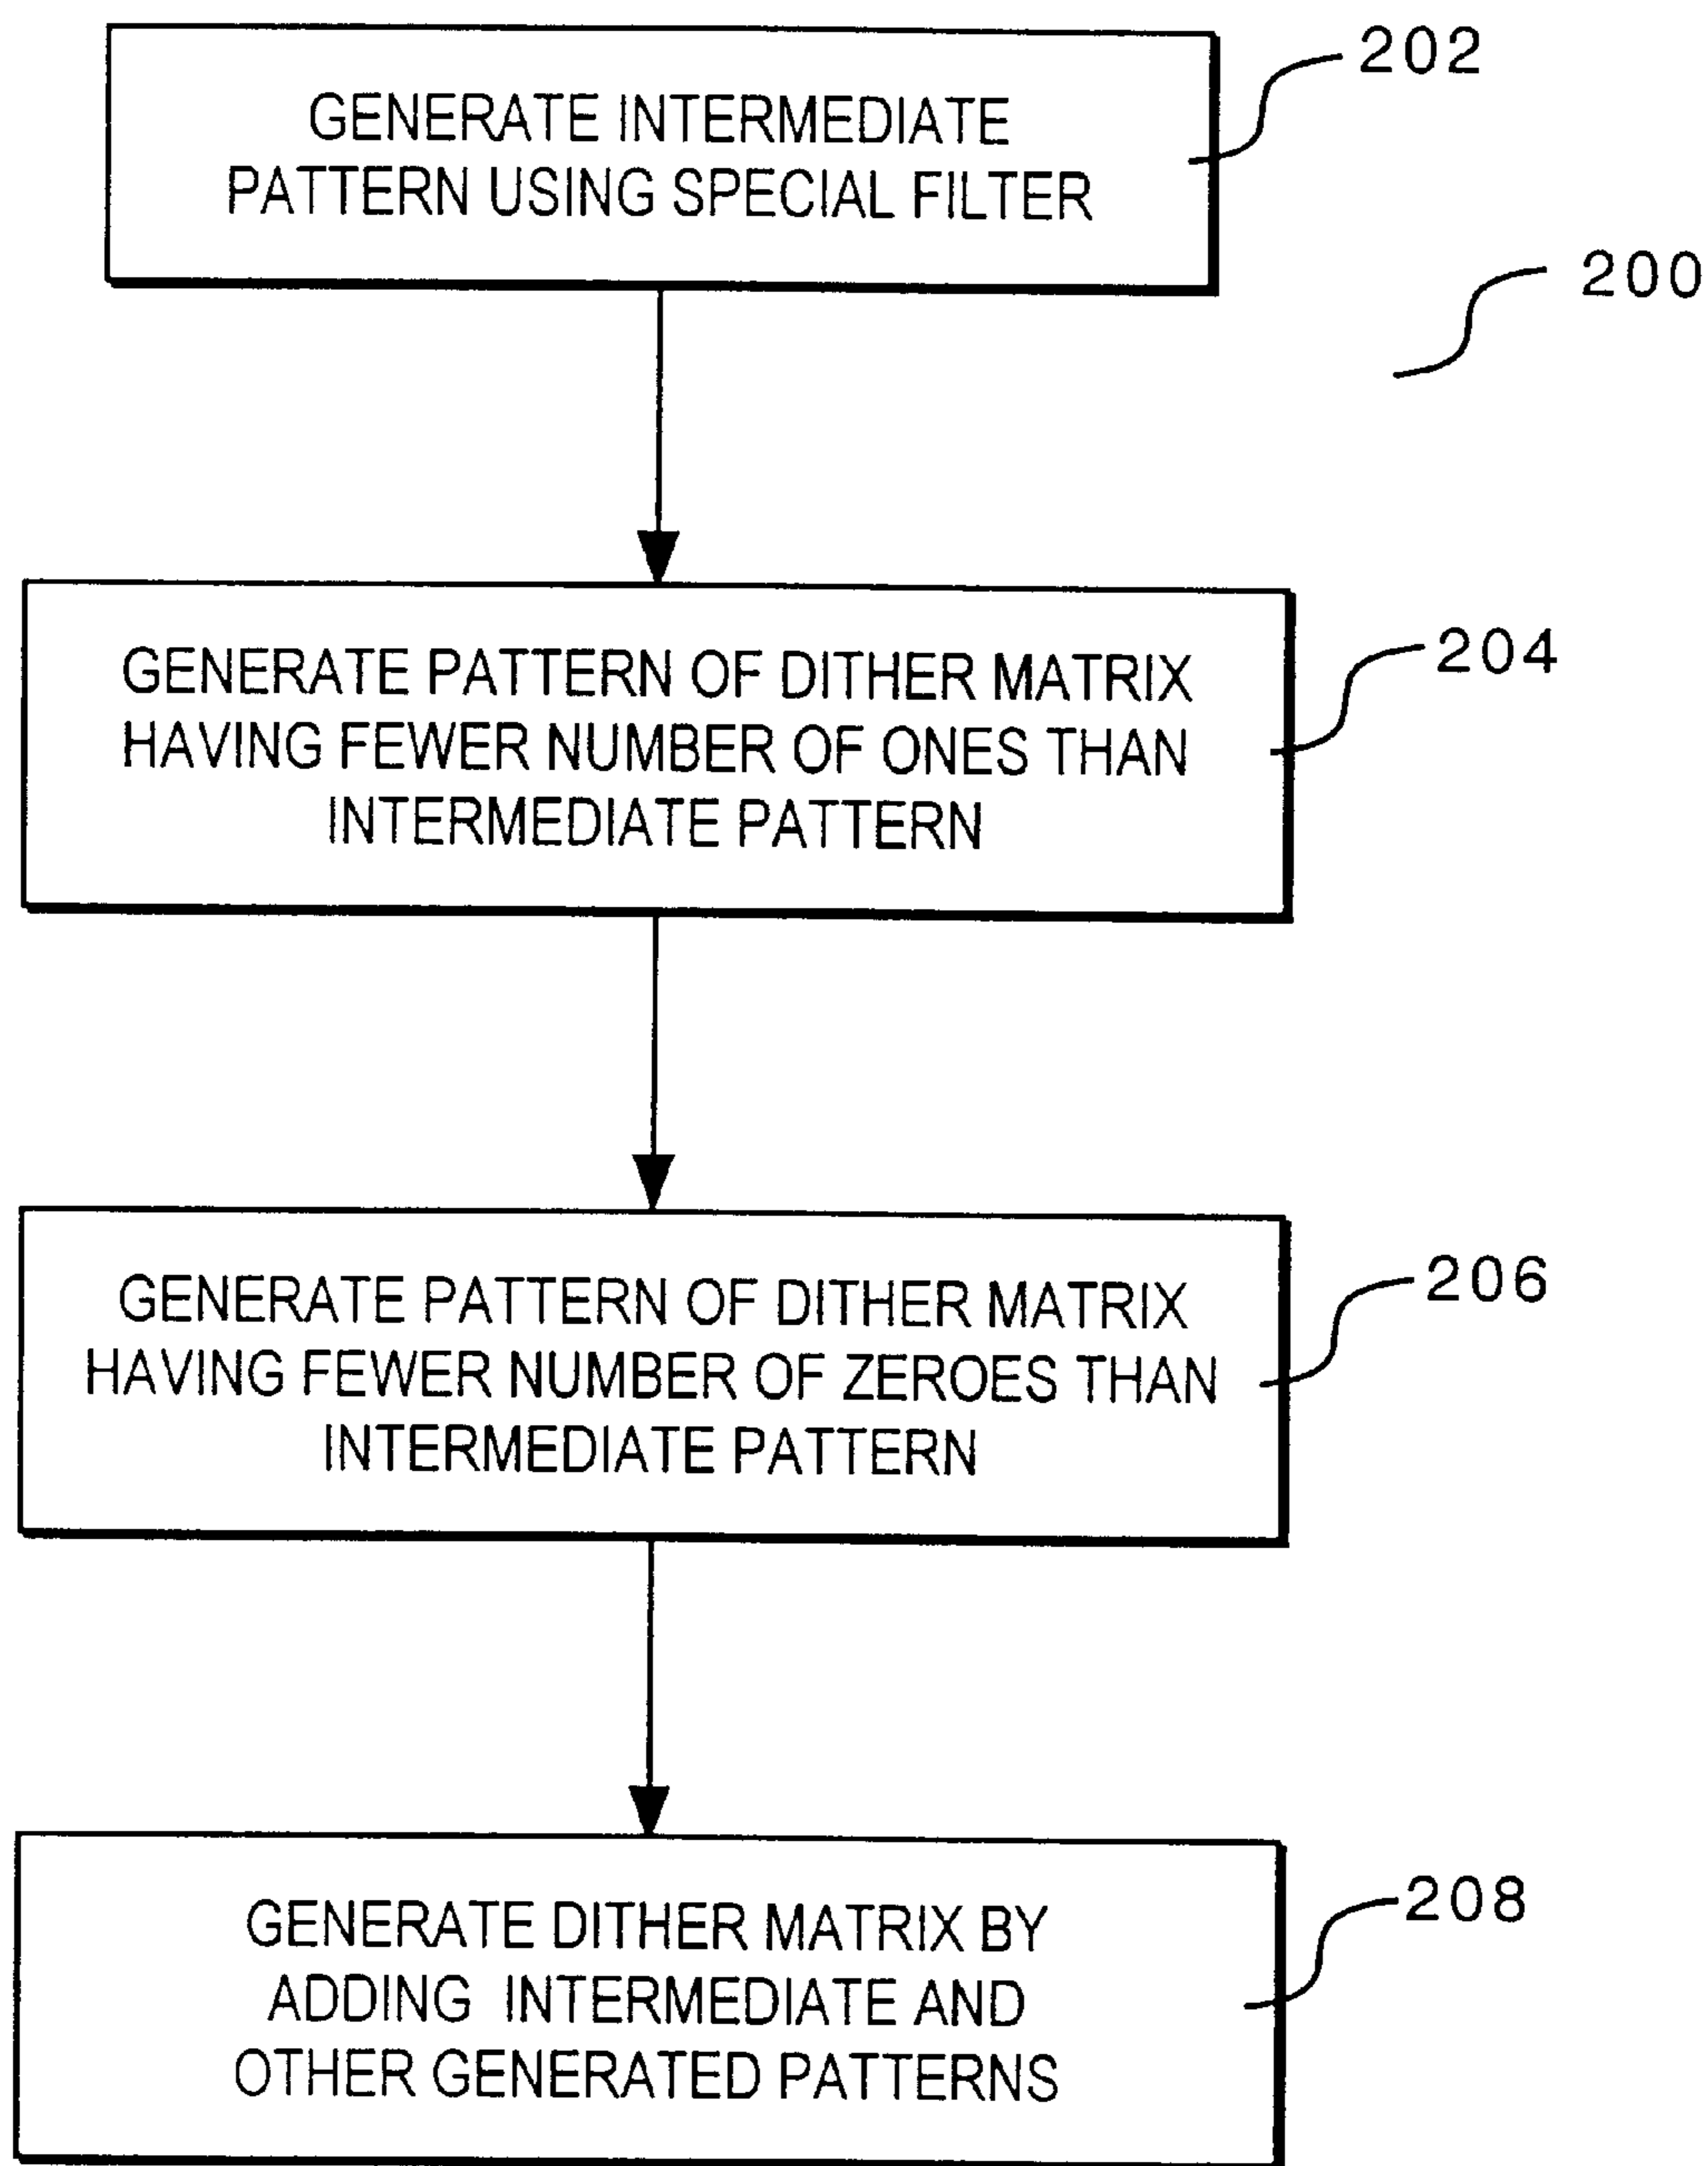 202
GENERATE INTERMEDIATE
PATTERN USING SPECIAL FILTER
200
204
GENERATE PATTERN OF DITHER MATRIX
HAVING FEWER NUMBER OF ONES THAN
INTERMEDIATE PATTERN
206
GENERATE PATTERN OF DITHER MATRIX
HAVING FEWER NUMBER OF ZEROES THAN
INTERMEDIATE PATTERN
208
GENERATE DITHER MATRIX BY
ADDING INTERMEDIATE AND
OTHER GENERATED PATTERNS